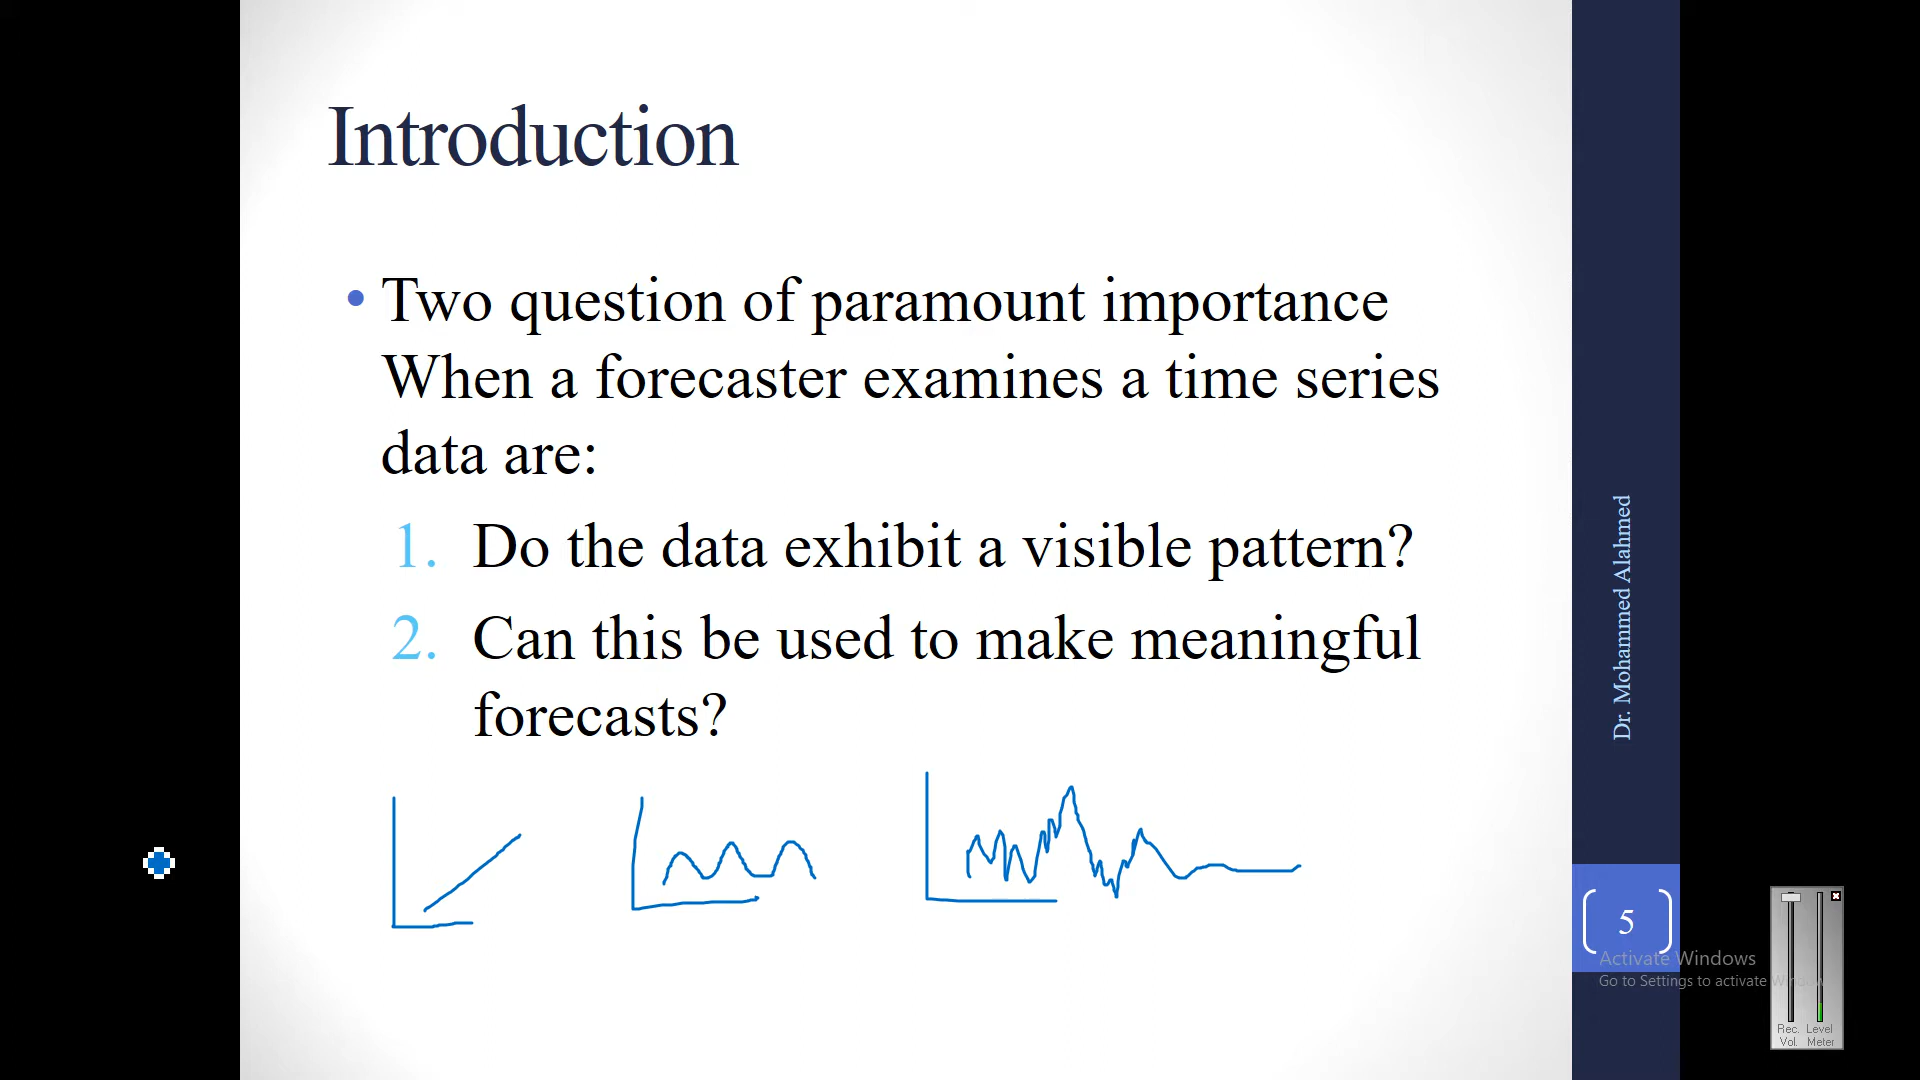 Introduction
• Two question of paramount importance
When a forecaster examines a time series
data are:
1. Do the data exhibit a visible pattern?
2. Can this be used to make meaningful
forecasts?
Dr. Mohammed Alahmed
5
Activate Windows
Go to Settings to activate Windows
Rec. Level
Vol. Meter